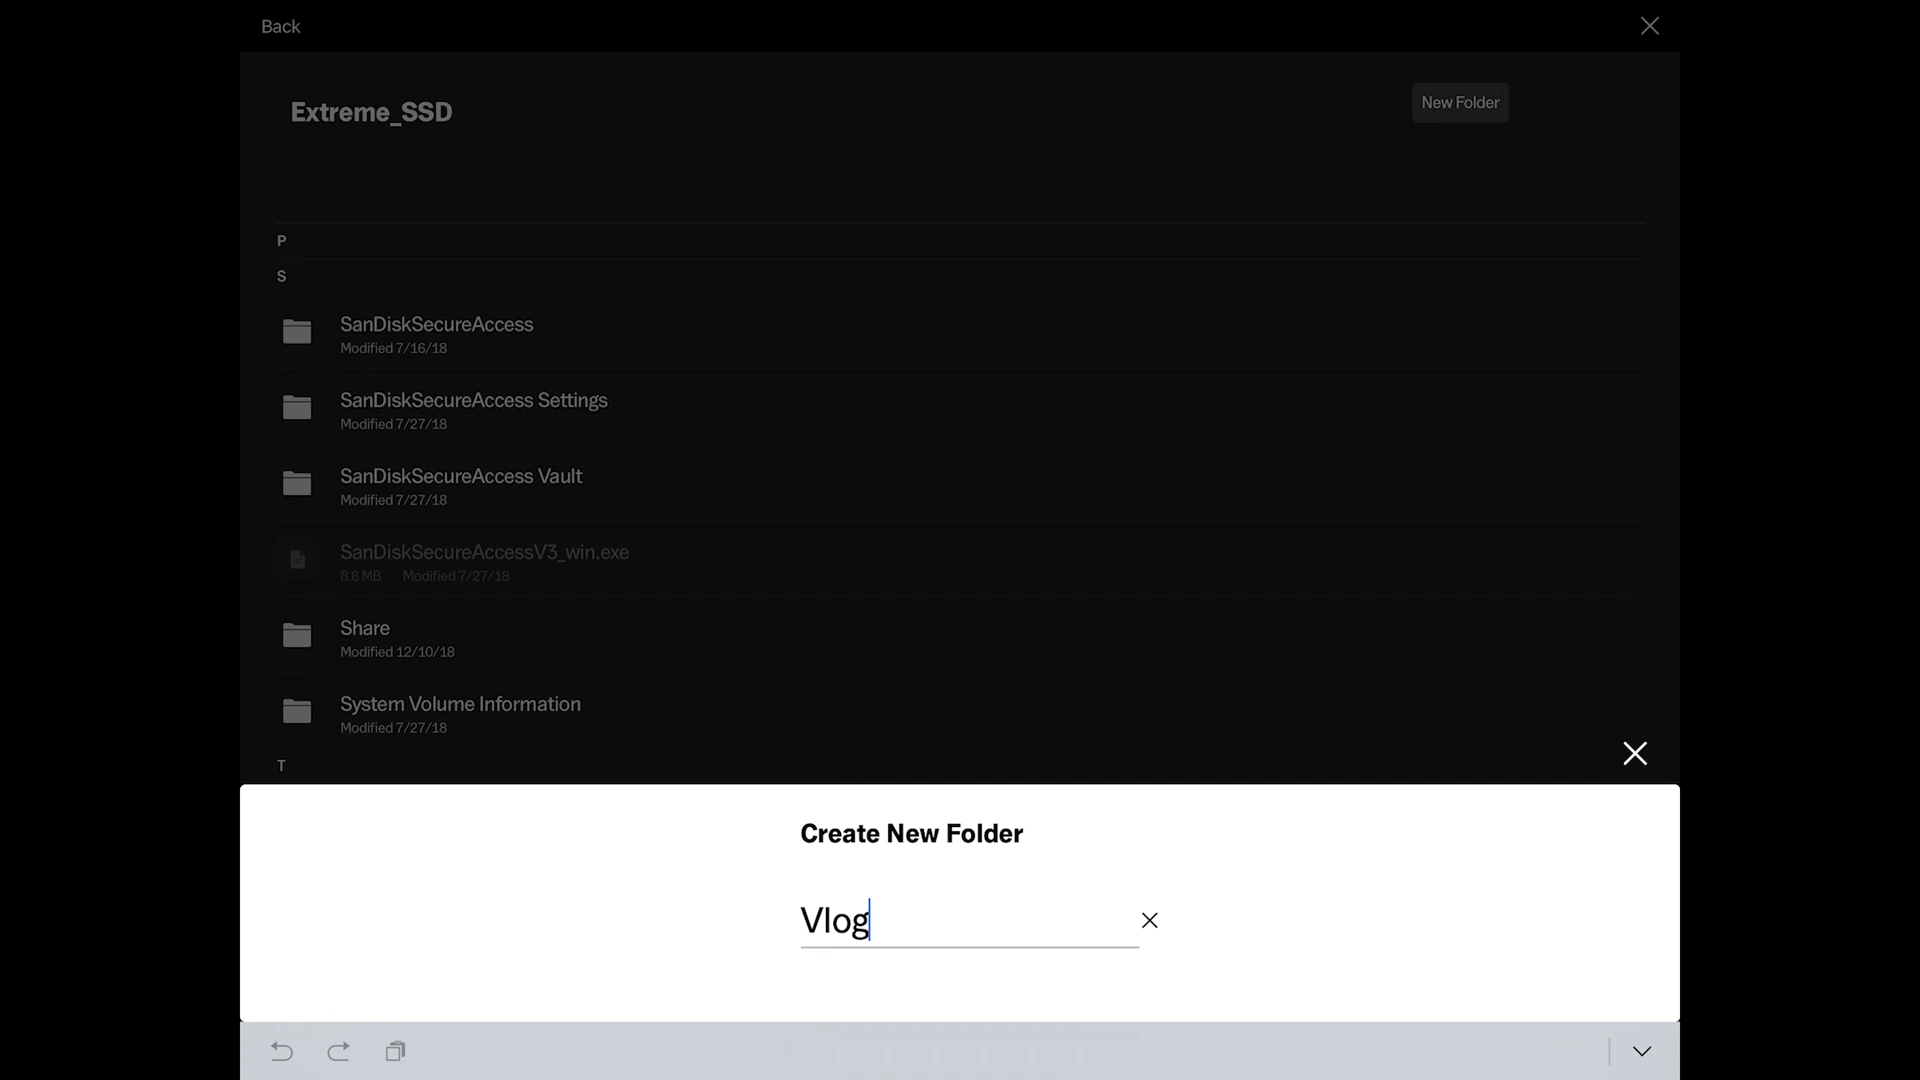 Back
Extreme_SSD
New Folder
P
S
SanDiskSecureAccess
Modified 7/16/18
SanDiskSecureAccess Settings
Modified 7/27/18
SanDiskSecureAccess Vault
Modified 7/27/18
SanDiskSecureAccessV3_win.exe
8.8 MB Modified 7/27/18
Share
Modified 12/10/18
System Volume Information
Modified 7/27/18
T
Create New Folder
Vlog